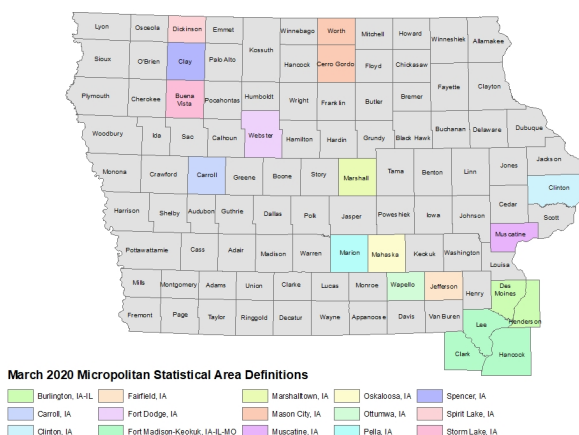 Lyon Osceola Dickinson Emmet Kossuth Winnebago Worth Mitchell Howard Winneshiek Allamakee
Sioux O'Brien Clay Palo Alto Hancock Cerro Gordo Floyd Chickasaw
Plymouth Cherokee Buena Vista Pocahontas Humboldt Wright Franklin Butler Bremer Fayette Clayton
Woodbury Ida Sac Calhoun Webster Hamilton Hardin Grundy Black Hawk Buchanan Delaware Dubuque
Monona Crawford Carroll Greene Boone Story Marshall Tama Benton Linn Jones Jackson
Clinton
Harrison Shelby Audubon Guthrie Dallas Polk Jasper Poweshiek Iowa Johnson Cedar Scott
Muscatine
Pottawattamie Cass Adair Madison Warren Marion Mahaska Keokuk Washington Louisa
Mills Montgomery Adams Union Clarke Lucas Monroe Wapello Jefferson Henry Des Moines
Henderson
Fremont Page Taylor Ringgold Decatur Wayne Appanoose Davis Van Buren Lee
Clark Hancock
March 2020 Micropolitan Statistical Area Definitions
Burlington, IA-IL Fairfield, IA Marshalltown, IA Oskaloosa, IA Spencer, IA
Carroll, IA Fort Dodge, IA Mason City, IA Ottumwa, IA Spirit Lake, IA
Clinton, IA Fort Madison-Keokuk, IA-IL-MO Muscatine, IA Pella, IA Storm Lake, IA